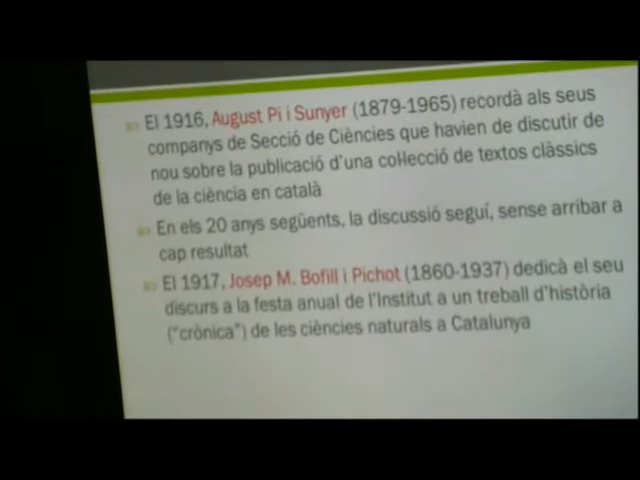 El 1916, August Pi i Sunyer (1879-1965) recordà als seus
companys de Secció de Ciències que havien de discutir de
nou sobre la publicació d'una col·lecció de textos clàssics
de la ciència en català
En els 20 anys següents, la discussió seguí, sense arribar a
cap resultat
El 1917, Josep M. Bofill i Pichot (1860-1937) dedicà el seu
discurs a la festa anual de l'Institut a un treball d'història
("crònica") de les ciències naturals a Catalunya